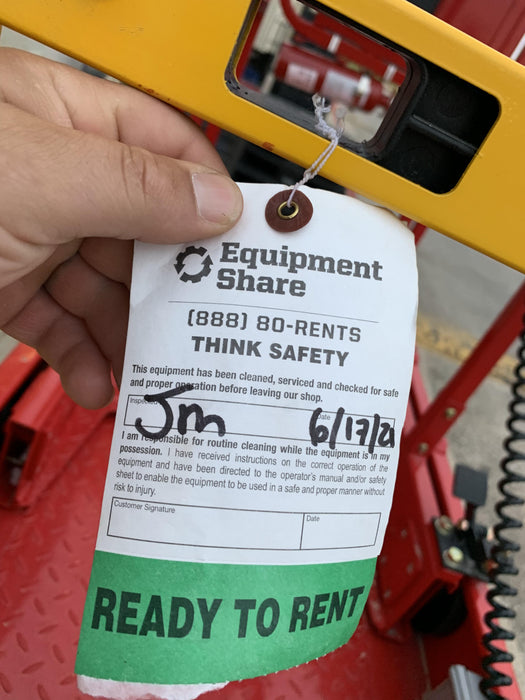 Equipment
Share
(888) 80-RENTS
THINK SAFETY
This equipment has been cleaned, serviced and checked for safe
and proper operation before leaving our shop.
Jm 6/17/21
I am responsible for routine cleaning while the equipment is in my
possession. I have received instructions on the correct operation of the
equipment and have been directed to the operator's manual and/or safety
sheet to enable the equipment to be used in a safe and proper manner without
risk to injury.
Customer Signature Date
READY TO RENT